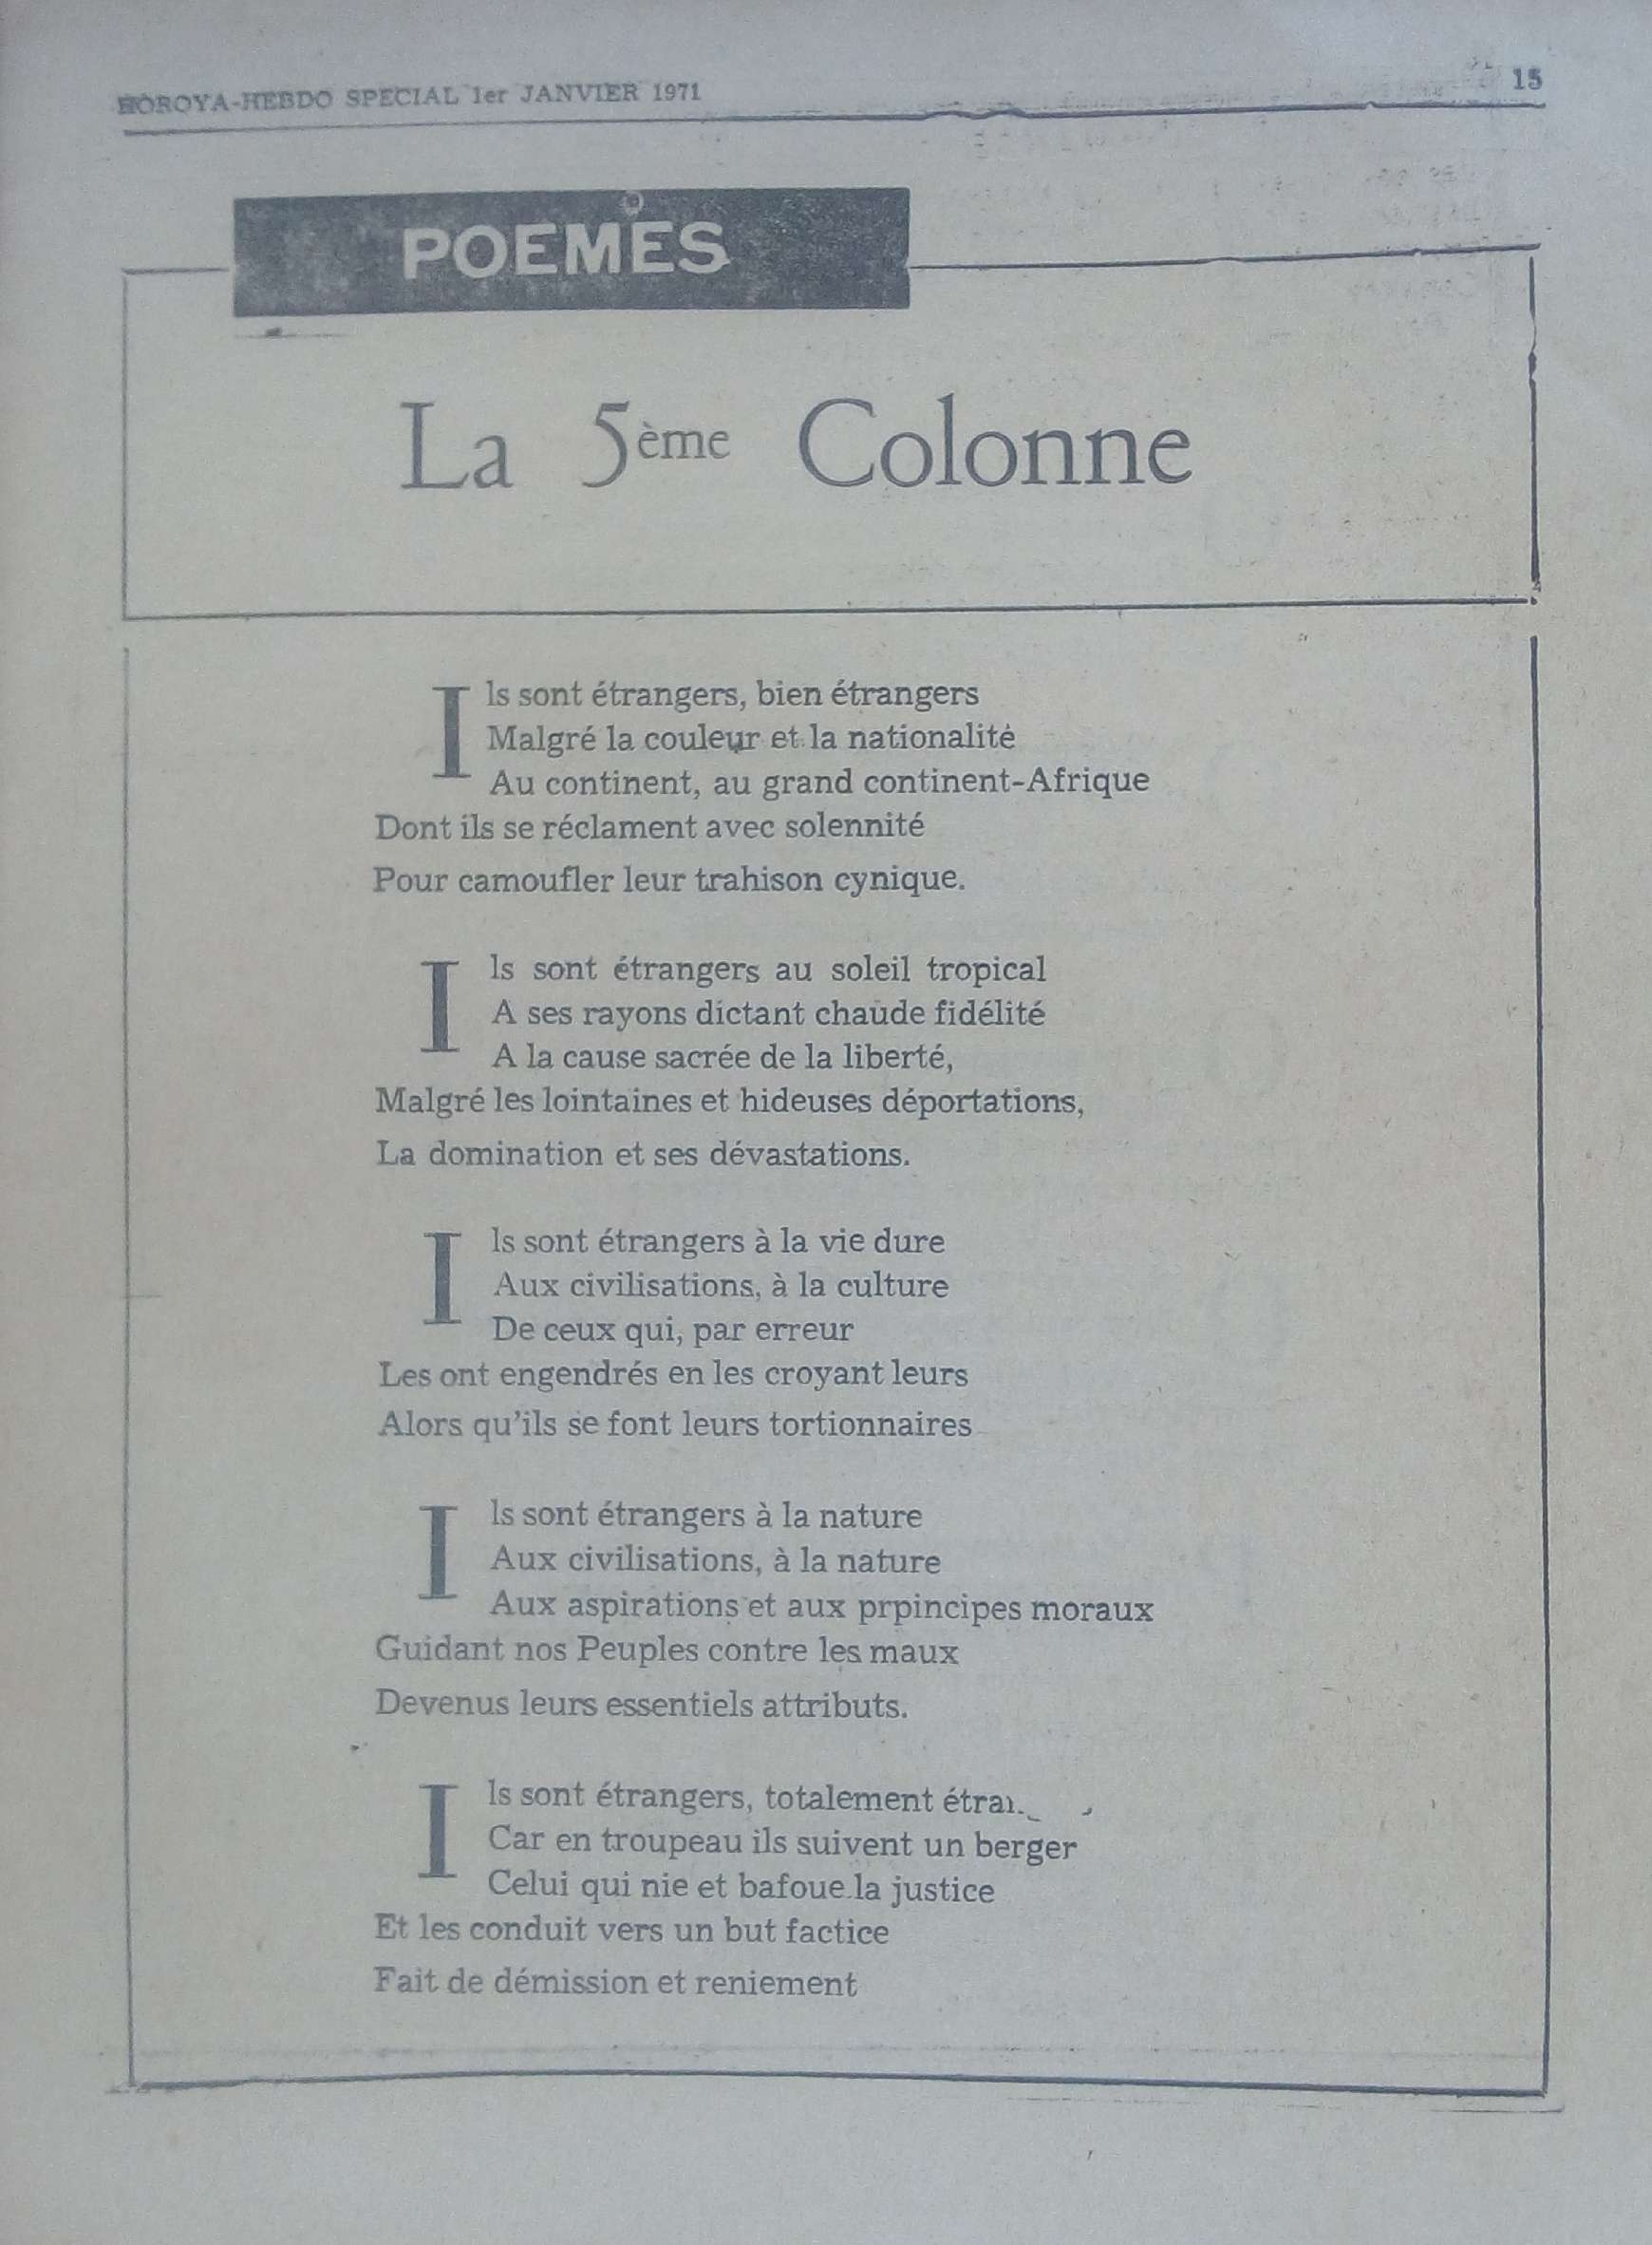 HOROYA-HEBDO SPECIAL 1er JANVIER 1971
15
POEMES
La 5ème Colonne
Ils sont étrangers, bien étrangers
Malgré la couleur et la nationalité
Au continent, au grand continent-Afrique
Dont ils se réclament avec solennité
Pour camoufler leur trahison cynique.
Ils sont étrangers au soleil tropical
A ses rayons dictant chaude fidélité
A la cause sacrée de la liberté,
Malgré les lointaines et hideuses déportations,
La domination et ses dévastations.
Ils sont étrangers à la vie dure
Aux civilisations, à la culture
De ceux qui, par erreur
Les ont engendrés en les croyant leurs
Alors qu'ils se font leurs tortionnaires
Ils sont étrangers à la nature
Aux civilisations, à la nature
Aux aspirations et aux prpincipes moraux
Guidant nos Peuples contre les maux
Devenus leurs essentiels attributs.
Ils sont étrangers, totalement
Car en troupeau ils suivent un berger
Celui qui nie et bafoue la justice
Et les conduit vers un but factice
Fait de démission et reniement